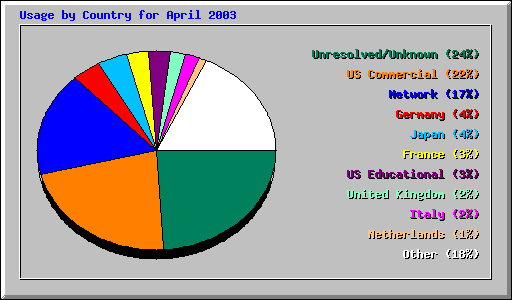 Usage by Country for April 2003
Unresolved/Unknown (24%)
US Commercial (22%)
Network (17%)
Germany (4%)
Japan (4%)
France (3%)
US Educational (3%)
United Kingdom (2%)
Italy (2%)
Netherlands (1%)
Other (18%)